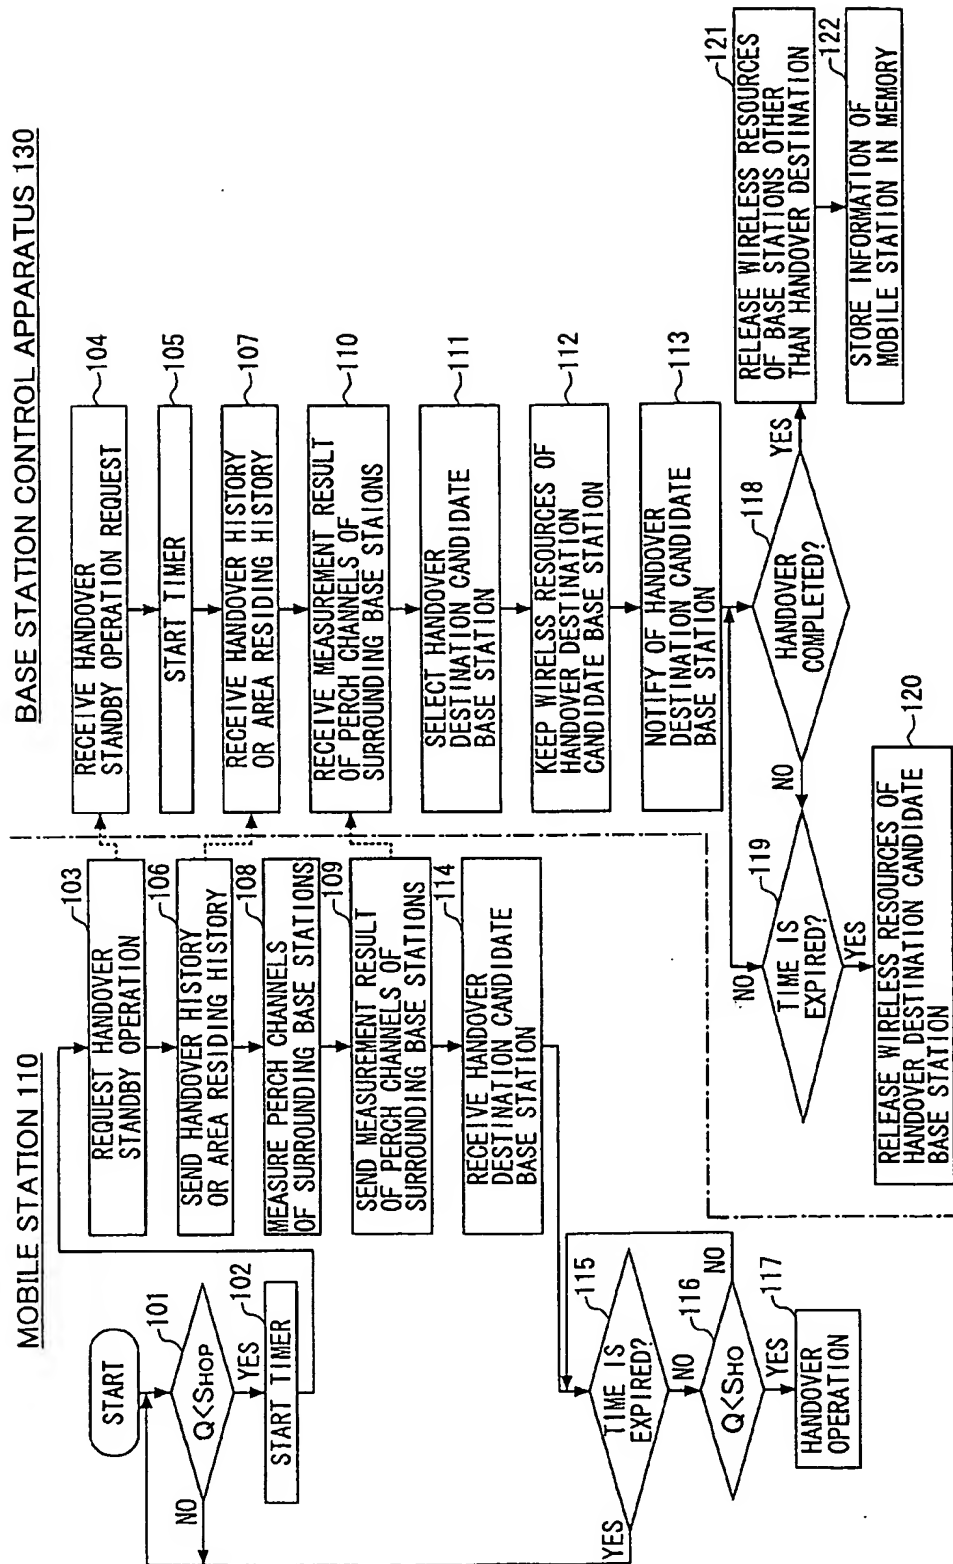 MOBILE STATION 110
START
101
Q<SHOP
NO
YES
102
START TIMER
103
REQUEST HANDOVER
STANDBY OPERATION
106
SEND HANDOVER HISTORY
OR AREA RESIDING HISTORY
108
MEASURE PERCH CHANNELS
OF SURROUNDING BASE STATIONS
109
SEND MEASUREMENT RESULT
OF PERCH CHANNELS OF
SURROUNDING BASE STATIONS
114
RECEIVE HANDOVER
DESTINATION CANDIDATE
BASE STATION
115
TIME IS
EXPIRED?
YES
NO
116
Q<SHO
NO
YES
117
HANDOVER
OPERATION
BASE STATION CONTROL APPARATUS 130
104
RECEIVE HANDOVER
STANDBY OPERATION REQUEST
105
START TIMER
107
RECEIVE HANDOVER HISTORY
OR AREA RESIDING HISTORY
110
RECEIVE MEASUREMENT RESULT
OF PERCH CHANNELS OF
SURROUNDING BASE STAIONS
111
SELECT HANDOVER
DESTINATION CANDIDATE
BASE STATION
112
KEEP WIRELSS RESOURCES OF
HANDOVER DESTINATION
CANDIDATE BASE STATION
113
NOTIFY OF HANDOVER
DESTINATION CANDIDATE
BASE STATION
118
HANDOVER
COMPLETED?
YES
NO
119
TIME IS
EXPIRED?
NO
YES
120
RELEASE WIRELESS RESOURCES OF
HANDOVER DESTINATION CANDIDATE
BASE STATION
121
RELEASE WIRELESS RESOURCES
OF BASE STATIONS OTHER
THAN HANDOVER DESTINATION
122
STORE INFORMATION OF
MOBILE STATION IN MEMORY